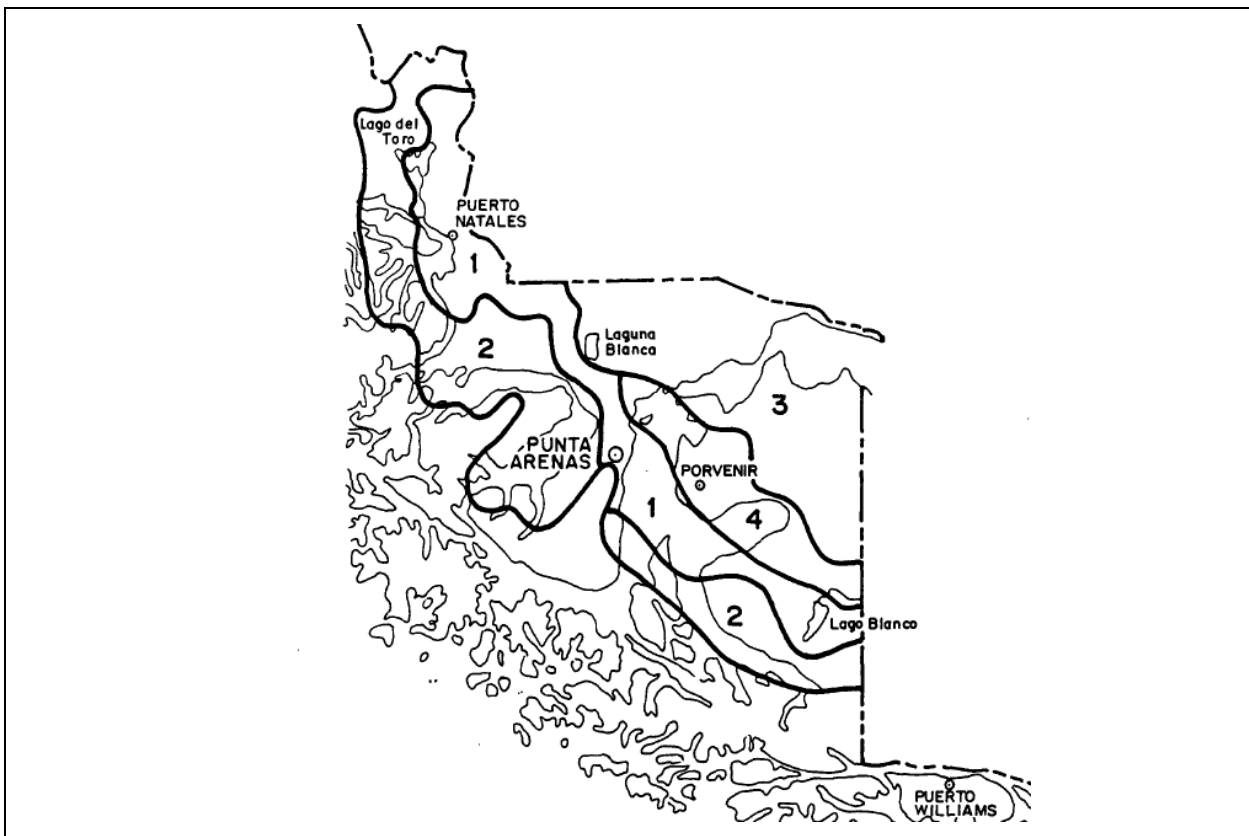 Lago del
Toro
PUERTO
NATALES
1
Laguna
Blanca
2
3
PUNTA
ARENAS
PORVENIR
4
1
2
Lago Blanco
PUERTO
WILLIAMS